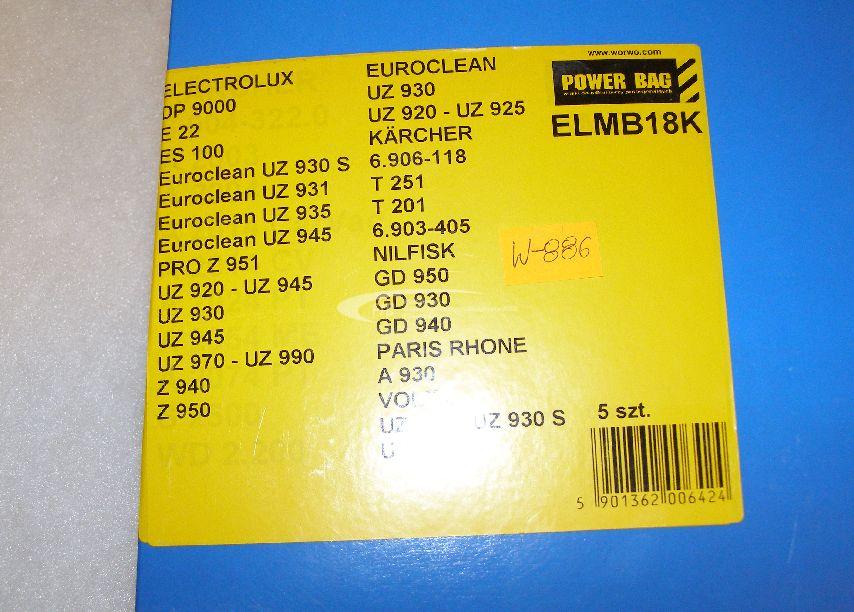 ELECTROLUX
DP 9000
E 22
ES 100
Euroclean UZ 930 S
Euroclean UZ 931
Euroclean UZ 935
Euroclean UZ 945
PRO Z 951
UZ 920 - UZ 945
UZ 930
UZ 945
UZ 970 - UZ 990
Z 940
Z 950
EUROCLEAN
UZ 930
UZ 920 - UZ 925
KÄRCHER
6.906-118
T 251
T 201
6.903-405
NILFISK
GD 950
GD 930
GD 940
PARIS RHONE
A 930
UZ 930 S
www.worwo.com
POWER BAG
ELMB18K
W-886
5 szt.
5 901362 006424